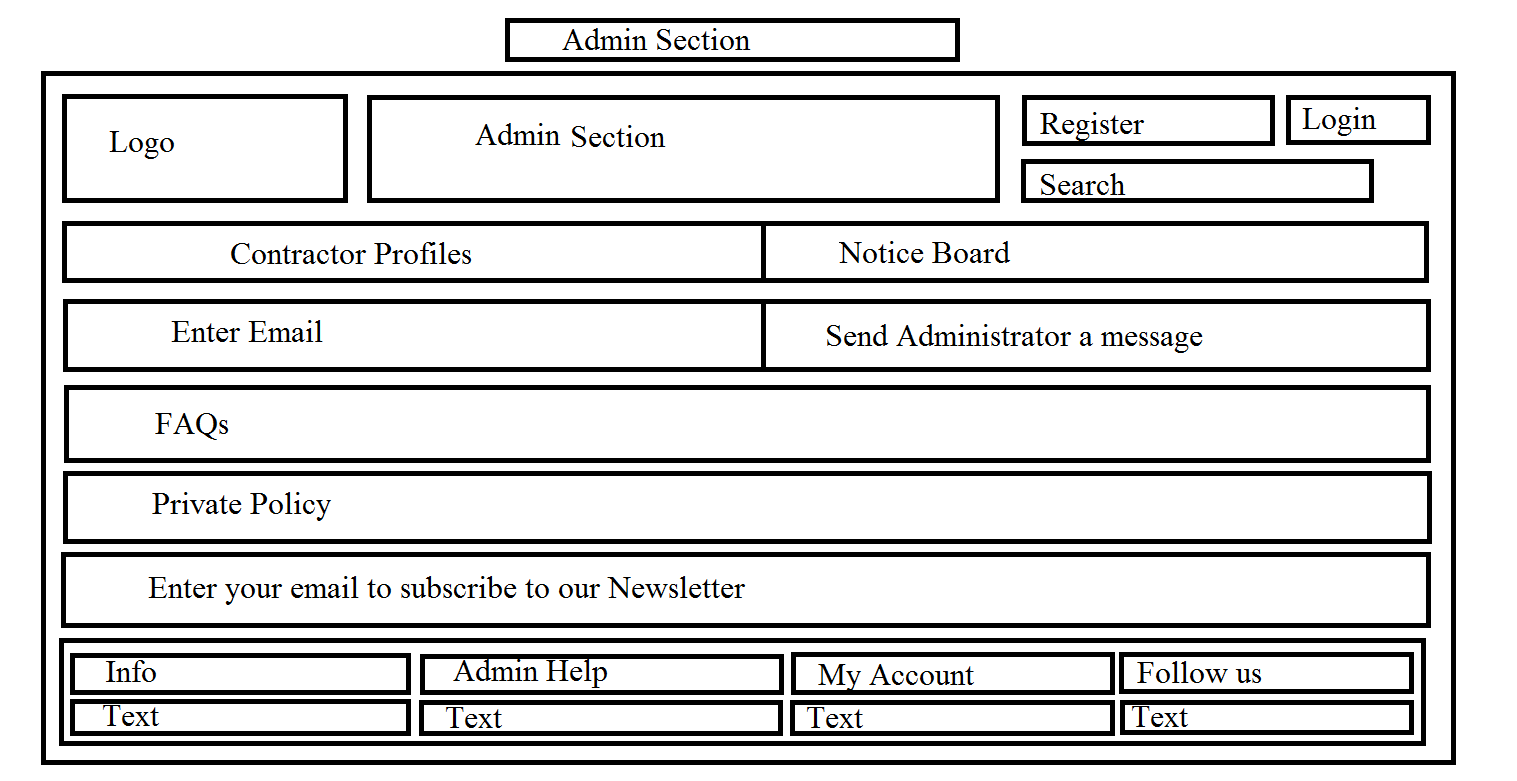 Admin Section
Logo
Admin Section
Register
Login
Search
Contractor Profiles
Notice Board
Enter Email
Send Administrator a message
FAQs
Private Policy
Enter your email to subscribe to our Newsletter
Info
Admin Help
My Account
Follow us
Text
Text
Text
Text